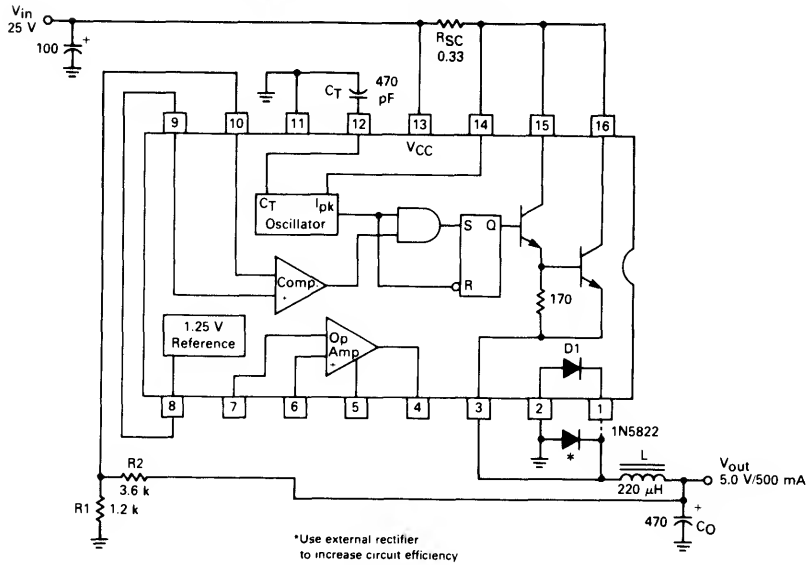 Vin
25 V
100
+
RSC
0.33
CT
470
pF
9
10
11
12
13
14
15
16
VCC
CT Ipk
Oscillator
S Q
R
Comp.
+
170
1.25 V
Reference
Op
Amp
+
D1
8
7
6
5
4
3
2
1
1N5822
*
R2
3.6 k
R1
1.2 k
L
220 μH
Vout
5.0 V/500 mA
+
470
CO
*Use external rectifier
to increase circuit efficiency